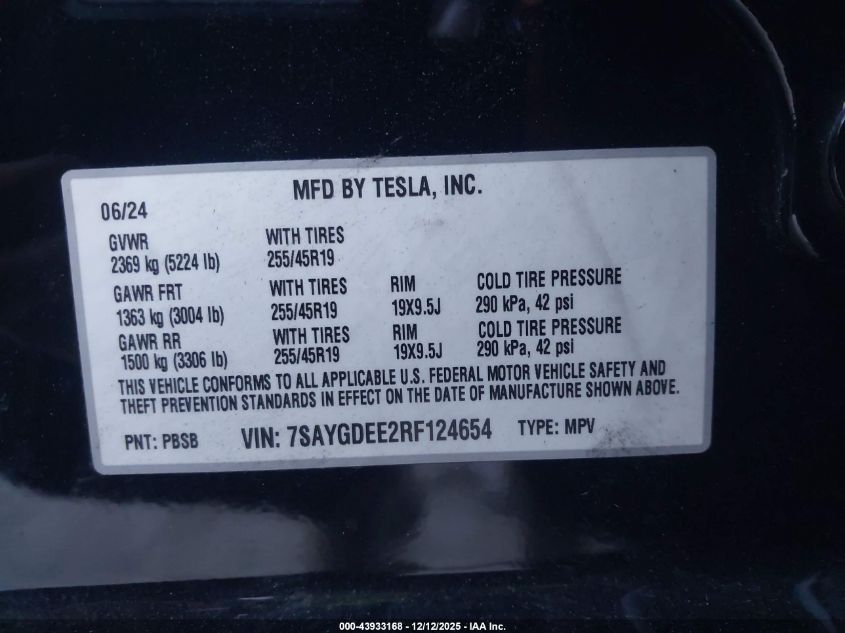 MFD BY TESLA, INC.
06/24
GVWR WITH TIRES
2369 kg (5224 lb) 255/45R19
GAWR FRT WITH TIRES RIM COLD TIRE PRESSURE
1363 kg (3004 lb) 255/45R19 19X9.5J 290 kPa, 42 psi
GAWR RR WITH TIRES RIM COLD TIRE PRESSURE
1500 kg (3306 lb) 255/45R19 19X9.5J 290 kPa, 42 psi
THIS VEHICLE CONFORMS TO ALL APPLICABLE U.S. FEDERAL MOTOR VEHICLE SAFETY AND
THEFT PREVENTION STANDARDS IN EFFECT ON THE DATE OF MANUFACTURE SHOWN ABOVE.
PNT: PBSB VIN: 7SAYGDEE2RF124654 TYPE: MPV
000-43933168 - 12/12/2025 - IAA Inc.